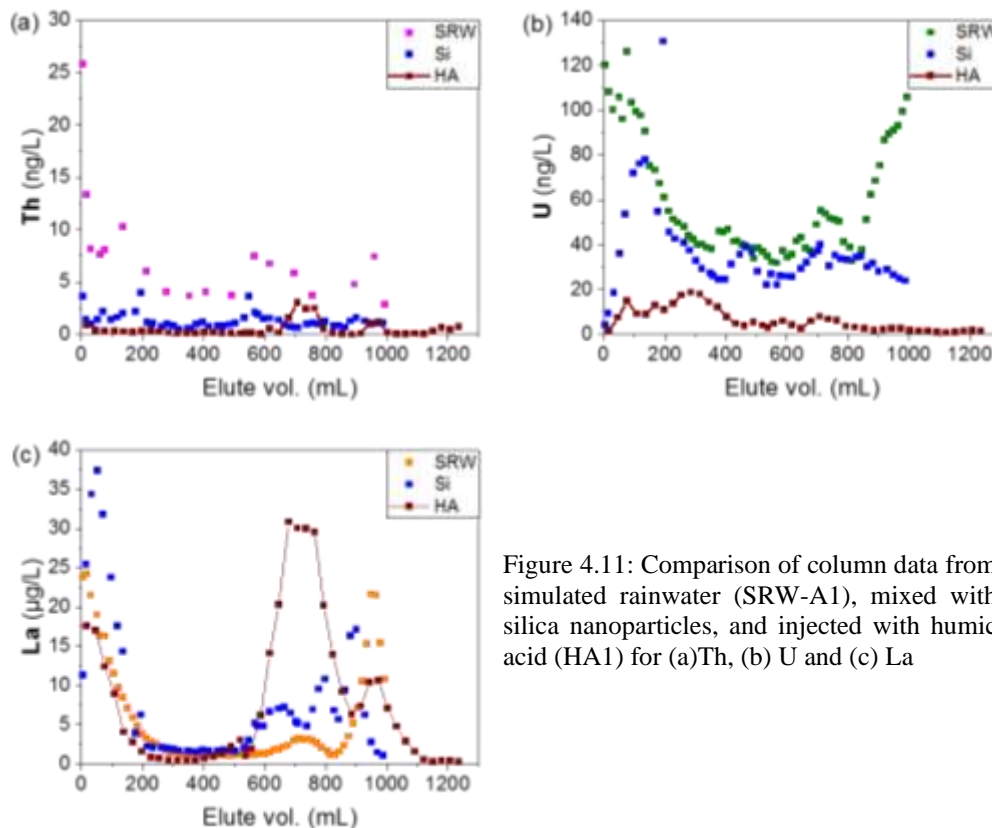 (a)
30
25
20
15
10
5
0
Th (ng/L)
SRW
Si
HA
0 200 400 600 800 1000 1200
Elute vol. (mL)
(b)
140
120
100
80
60
40
20
0
U (ng/L)
SRW
Si
HA
0 200 400 600 800 1000 1200
Elute vol. (mL)
(c)
40
35
30
25
20
15
10
5
0
La (µg/L)
SRW
Si
HA
0 200 400 600 800 1000 1200
Elute vol. (mL)
Figure 4.11: Comparison of column data from
simulated rainwater (SRW-A1), mixed with
silica nanoparticles, and injected with humic
acid (HA1) for (a)Th, (b) U and (c) La